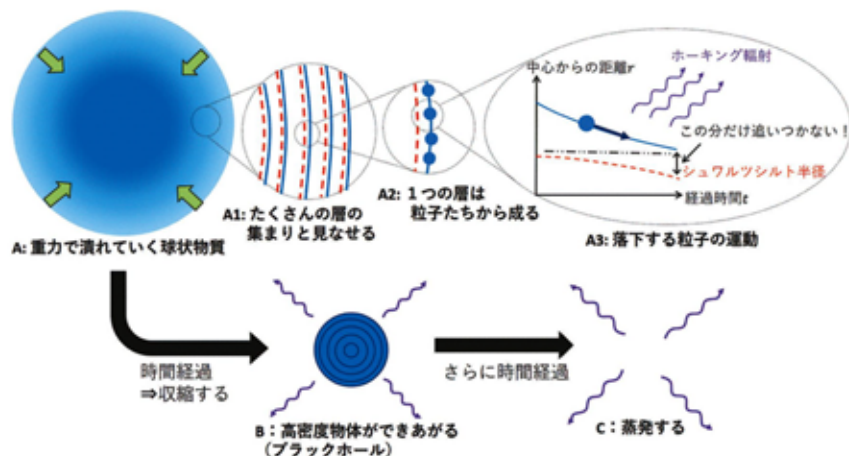 ホーキング輻射
中心からの距離r
この分だけ追いつかない！
シュワルツシルト半径
経過時間t
A1: たくさんの層の
集まりと見なせる
A2: １つの層は
粒子たちから成る
A3: 落下する粒子の運動
A: 重力で潰れていく球状物質
時間経過
⇒収縮する
さらに時間経過
B：高密度物体ができあがる
（ブラックホール）
C：蒸発する